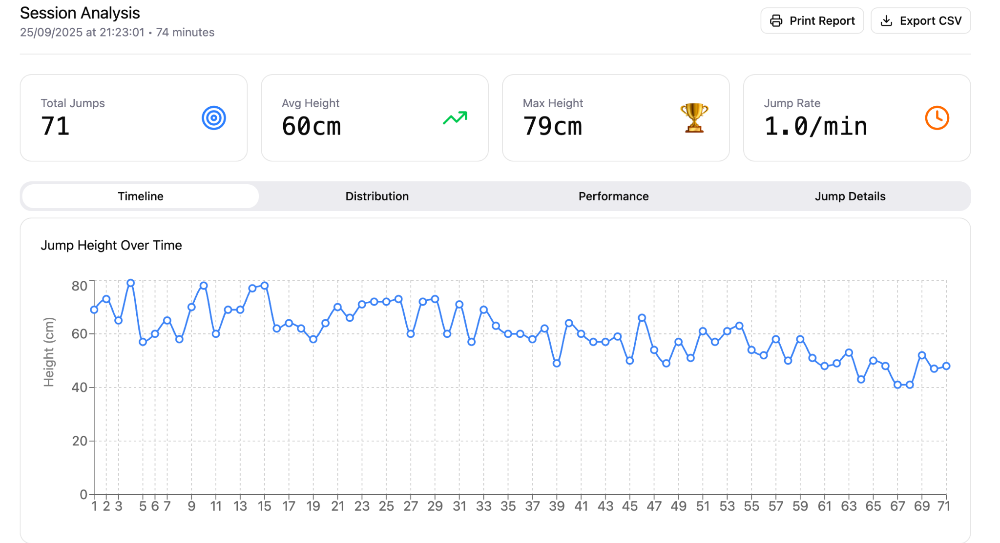 Session Analysis
25/09/2025 at 21:23:01 • 74 minutes
Print Report
Export CSV
Total Jumps
71
Avg Height
60cm
Max Height
79cm
Jump Rate
1.0/min
Timeline
Distribution
Performance
Jump Details
Jump Height Over Time
Height (cm)
80
60
40
20
0
1 2 3 5 6 7 9 11 13 15 17 19 21 23 25 27 29 31 33 35 37 39 41 43 45 47 49 51 53 55 57 59 61 63 65 67 69 71